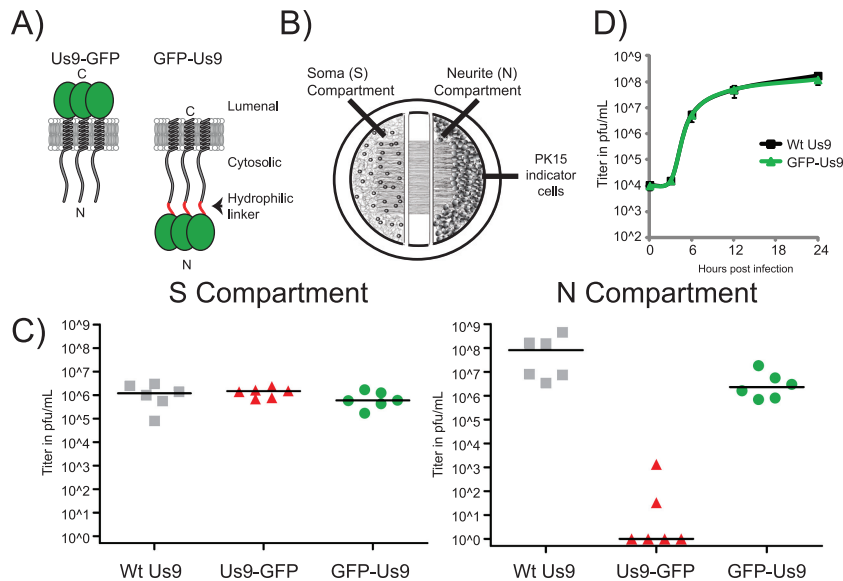 A)
Us9-GFP
C
N
GFP-Us9
C
Lumenal
Cytosolic
Hydrophilic
linker
N
B)
Soma (S)
Compartment
Neurite (N)
Compartment
PK15
indicator
cells
D)
Titer in pfu/mL
10^9
10^8
10^7
10^6
10^5
10^4
10^3
10^2
0
6
12
18
24
Hours post infection
Wt Us9
GFP-Us9
C)
S Compartment
Titer in pfu/mL
10^9
10^8
10^7
10^6
10^5
10^4
10^3
10^2
10^1
10^0
Wt Us9
Us9-GFP
GFP-Us9
N Compartment
Titer in pfu/mL
10^9
10^8
10^7
10^6
10^5
10^4
10^3
10^2
10^1
10^0
Wt Us9
Us9-GFP
GFP-Us9